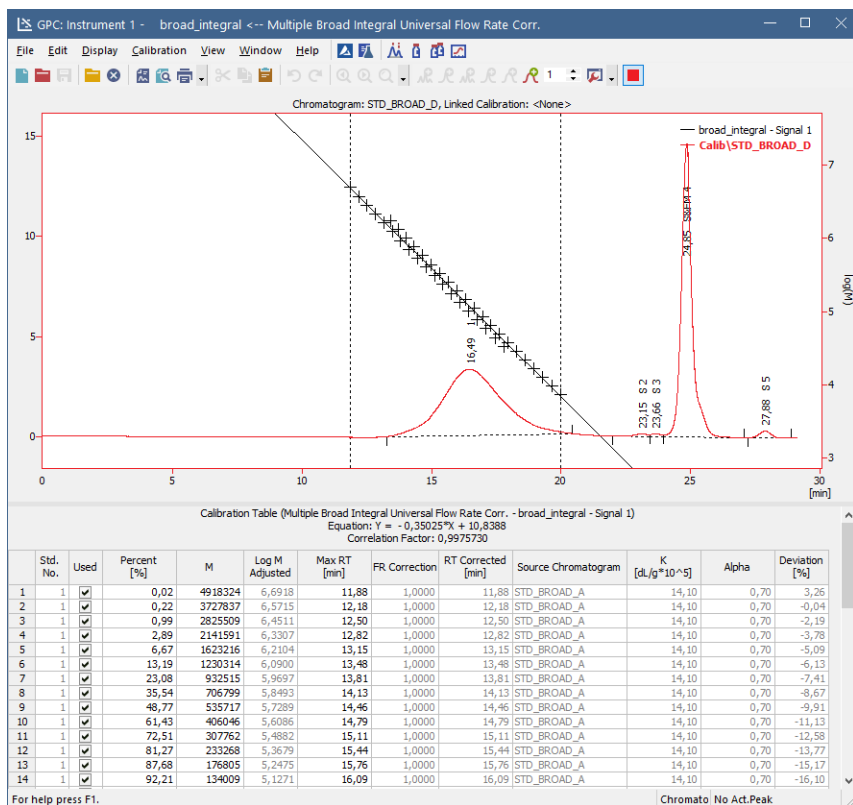 GPC: Instrument 1 - broad_integral <-- Multiple Broad Integral Universal Flow Rate Corr.
File Edit Display Calibration View Window Help
1
Chromatogram: STD_BROAD_D, Linked Calibration: <None>
broad_integral - Signal 1
Calib\STD_BROAD_D
15
10
5
0
7
6
5
4
3
log(M)
16,49 1
23,15 S 2
23,66 S 3
27,88 S 5
0 5 10 15 20 25 30
[min]
Calibration Table (Multiple Broad Integral Universal Flow Rate Corr. - broad_integral - Signal 1)
Equation: Y = - 0,35025*X + 10,8388
Correlation Factor: 0,9975730
Std. No. Used Percent [%] M Log M Adjusted Max RT [min] FR Correction RT Corrected [min] Source Chromatogram K [dL/g*10^5] Alpha Deviation [%]
1 1 0,02 4918324 6,6918 11,88 1,0000 11,88 STD_BROAD_A 14,10 0,70 3,26
2 1 0,22 3727837 6,5715 12,18 1,0000 12,18 STD_BROAD_A 14,10 0,70 -0,04
3 1 0,99 2825509 6,4511 12,50 1,0000 12,50 STD_BROAD_A 14,10 0,70 -2,19
4 1 2,89 2141591 6,3307 12,82 1,0000 12,82 STD_BROAD_A 14,10 0,70 -3,78
5 1 6,67 1623216 6,2104 13,15 1,0000 13,15 STD_BROAD_A 14,10 0,70 -5,09
6 1 13,19 1230314 6,0900 13,48 1,0000 13,48 STD_BROAD_A 14,10 0,70 -6,13
7 1 23,08 932515 5,9697 13,81 1,0000 13,81 STD_BROAD_A 14,10 0,70 -7,41
8 1 35,54 706799 5,8493 14,13 1,0000 14,13 STD_BROAD_A 14,10 0,70 -8,67
9 1 48,77 535717 5,7289 14,46 1,0000 14,46 STD_BROAD_A 14,10 0,70 -9,91
10 1 61,43 406046 5,6086 14,79 1,0000 14,79 STD_BROAD_A 14,10 0,70 -11,13
11 1 72,51 307762 5,4882 15,11 1,0000 15,11 STD_BROAD_A 14,10 0,70 -12,58
12 1 81,27 233268 5,3679 15,44 1,0000 15,44 STD_BROAD_A 14,10 0,70 -13,77
13 1 87,68 176805 5,2475 15,76 1,0000 15,76 STD_BROAD_A 14,10 0,70 -15,17
14 1 92,21 134009 5,1271 16,09 1,0000 16,09 STD_BROAD_A 14,10 0,70 -16,10
For help press F1.
Chromato No Act.Peak